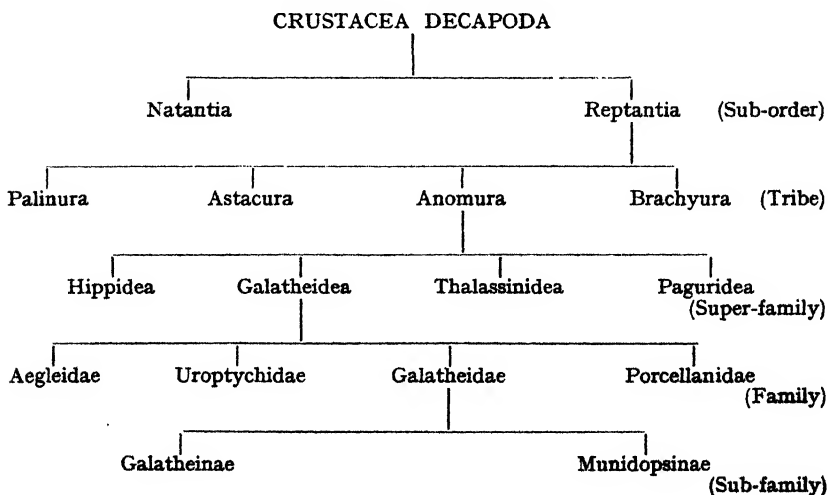 CRUSTACEA DECAPODA
Natantia Reptantia (Sub-order)
Palinura Astacura Anomura Brachyura (Tribe)
Hippidea Galatheidea Thalassinidea Paguridea
(Super-family)
Aegleidae Uroptychidae Galatheidae Porcellanidae
(Family)
Galatheinae Munidopsinae
(Sub-family)